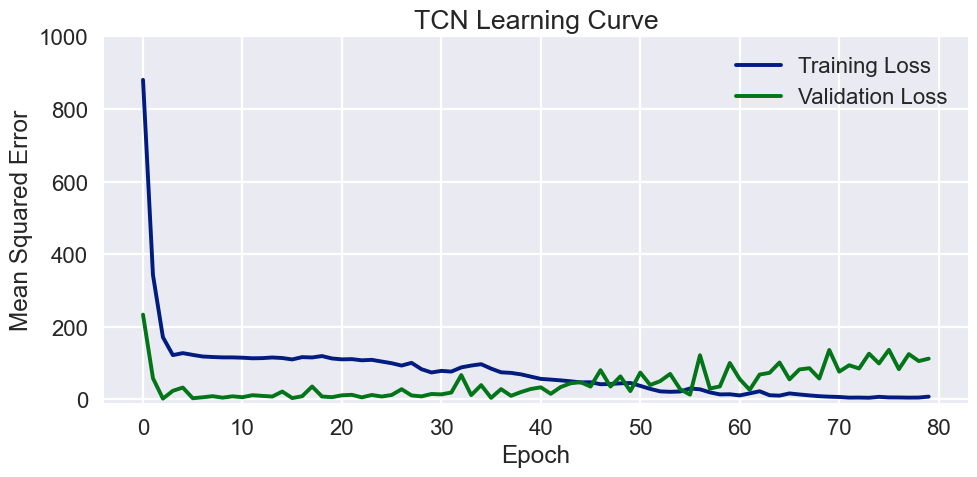 TCN Learning Curve
1000
800
600
400
200
0
Mean Squared Error
Training Loss
Validation Loss
0 10 20 30 40 50 60 70 80
Epoch